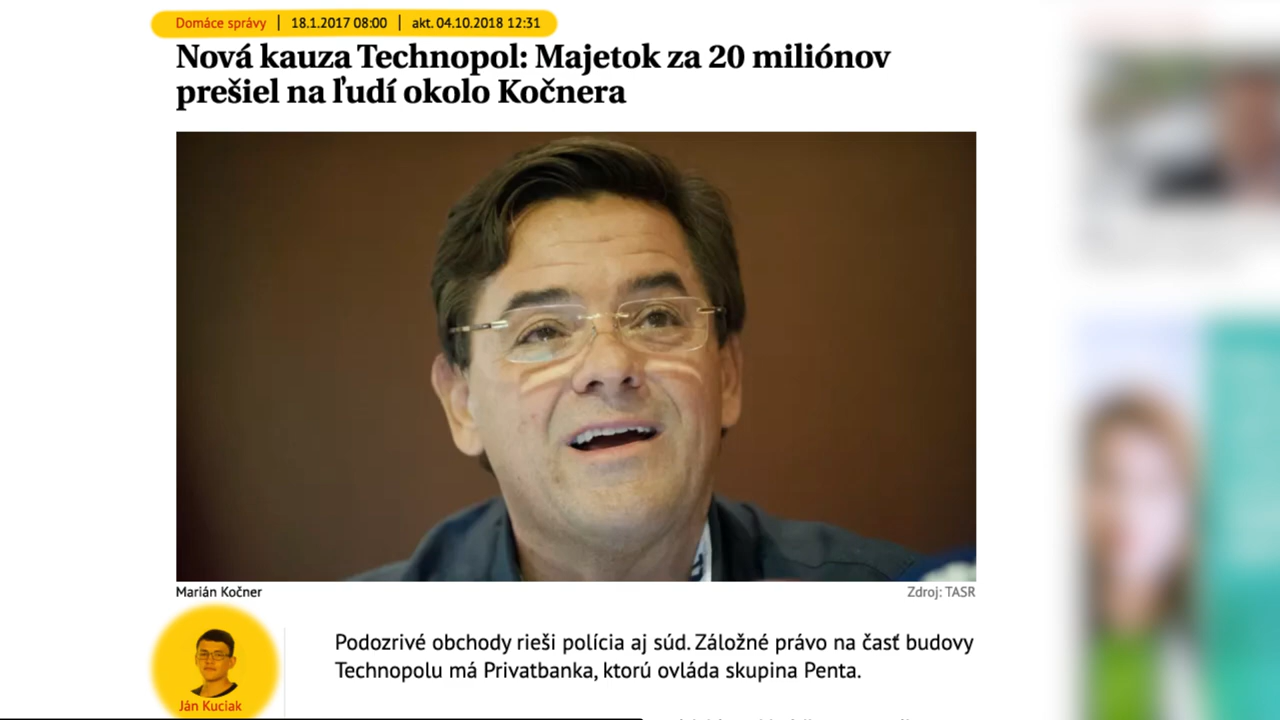 Domáce správy | 18.1.2017 08:00 | akt. 04.10.2018 12:31
Nová kauza Technopol: Majetok za 20 miliónov
prešiel na ľudí okolo Kočnera
Marián Kočner
Zdroj: TASR
Podozrivé obchody rieši polícia aj súd. Záložné právo na časť budovy
Technopolu má Privatbanka, ktorú ovláda skupina Penta.
Ján Kuciak